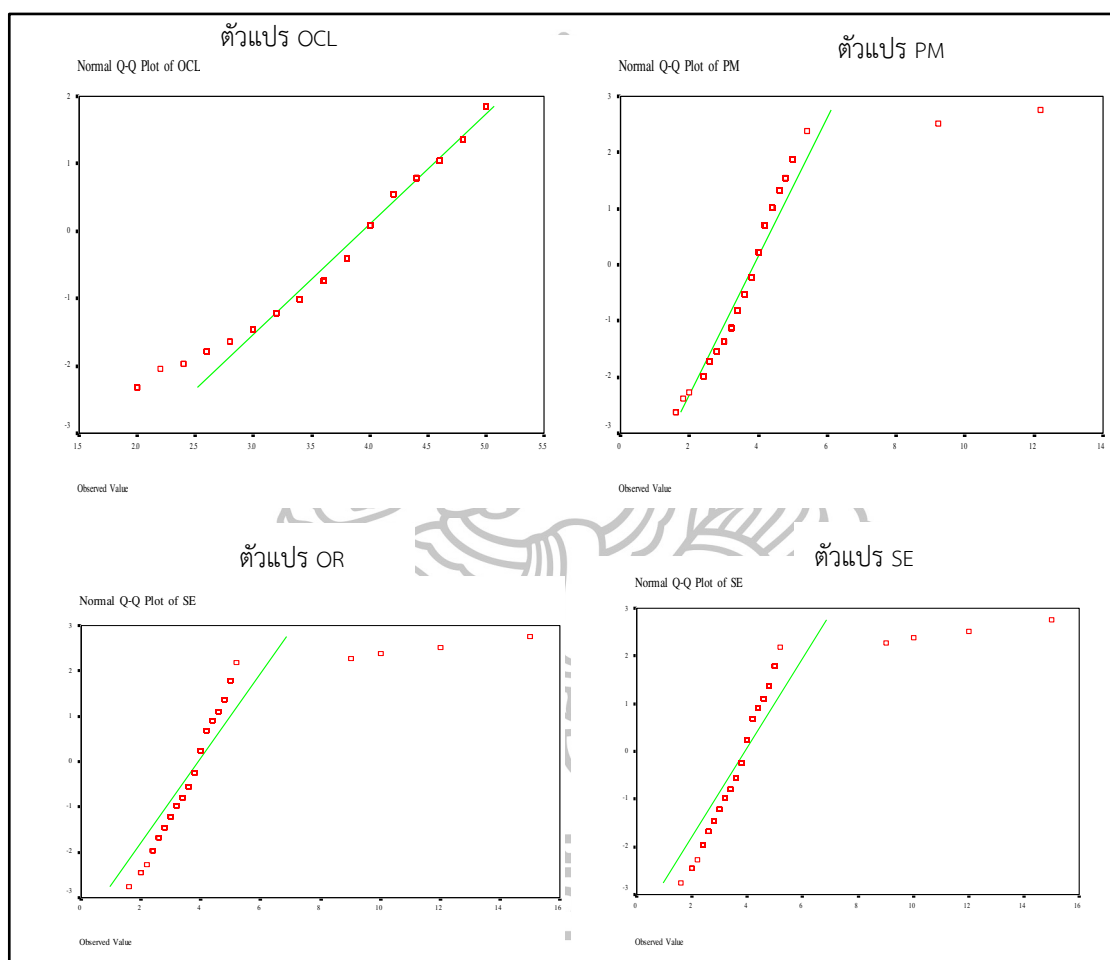 ตัวแปร OCL
Normal Q-Q Plot of OCL
2
1
0
-1
-2
-3
1.5 2.0 2.5 3.0 3.5 4.0 4.5 5.0 5.5
Observed Value
ตัวแปร PM
Normal Q-Q Plot of PM
3
2
1
0
-1
-2
-3
0 2 4 6 8 10 12 14
Observed Value
ตัวแปร OR
Normal Q-Q Plot of SE
3
2
1
0
-1
-2
-3
0 2 4 6 8 10 12 14 16
Observed Value
ตัวแปร SE
Normal Q-Q Plot of SE
3
2
1
0
-1
-2
-3
0 2 4 6 8 10 12 14 16
Observed Value